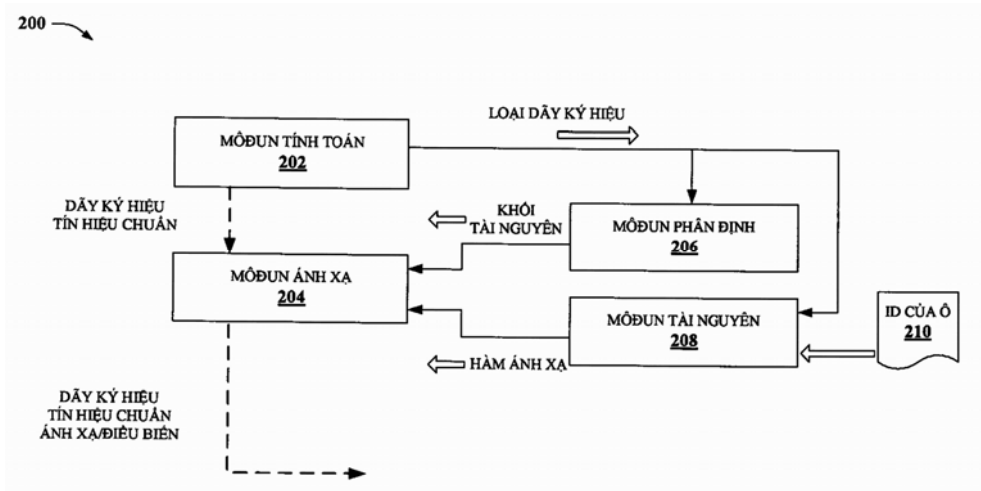 200
LOẠI DÃY KÝ HIỆU
MÔĐUN TÍNH TOÁN
202
DÃY KÝ HIỆU
TÍN HIỆU CHUẨN
KHỐI
TÀI NGUYÊN
MÔĐUN PHÂN ĐỊNH
206
MÔĐUN ÁNH XẠ
204
MÔĐUN TÀI NGUYÊN
208
ID CỦA Ô
210
HÀM ÁNH XẠ
DÃY KÝ HIỆU
TÍN HIỆU CHUẨN
ÁNH XẠ/ĐIỀU BIẾN